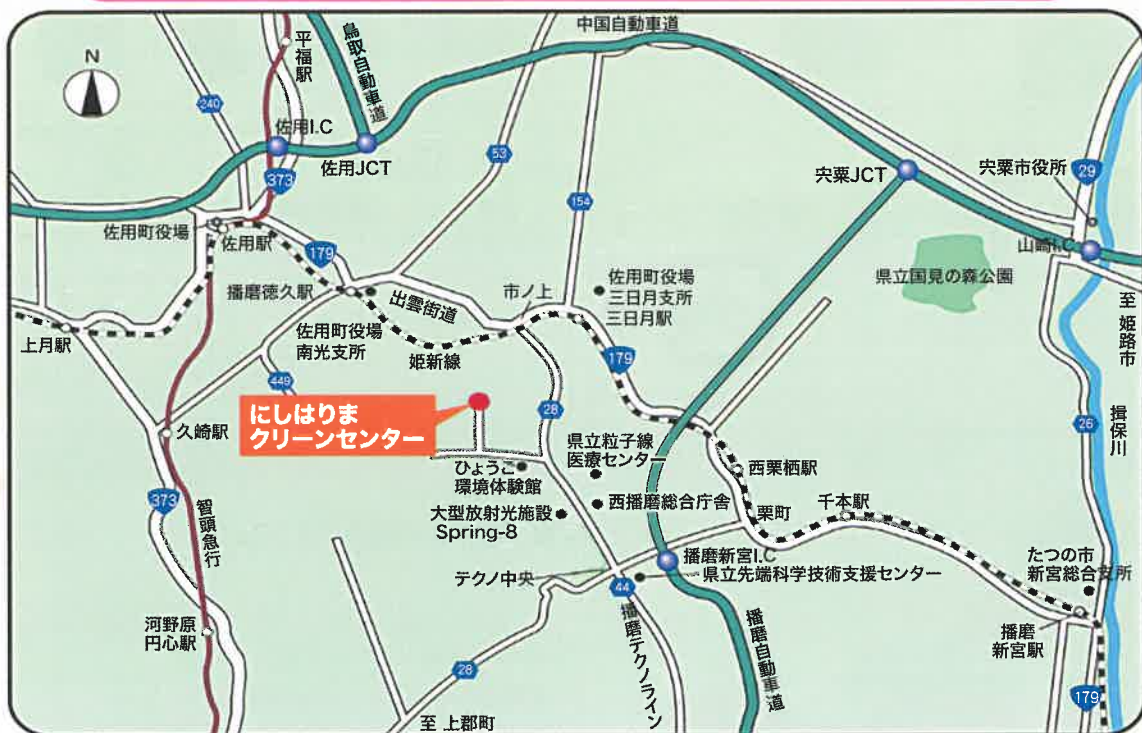 中国自動車道
鳥取自動車道
平福駅
N
240
佐用I.C
佐用JCT
53
373
154
宍粟JCT
宍粟市役所
29
山崎I.C
佐用町役場
佐用駅
179
県立国見の森公園
播磨徳久駅
出雲街道
市ノ上
佐用町役場
三日月支所
三日月駅
至 姫路市
上月駅
佐用町役場
南光支所
姫新線
179
449
にしはりま
クリーンセンター
28
26
揖保川
久崎駅
県立粒子線
医療センター
ひょうご
環境体験館
西栗栖駅
373
智頭急行
大型放射光施設
Spring-8
西播磨総合庁舎
栗町
千本駅
播磨新宮I.C
テクノ中央
県立先端科学技術支援センター
たつの市
新宮総合支所
44
播磨テクノライン
播磨自動車道
河野原
円心駅
播磨
新宮駅
28
179
至 上郡町